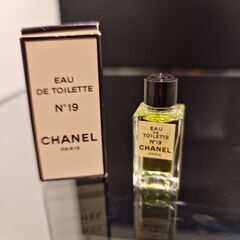 EAU
DE TOILETTE
N°19
CHANEL
PARIS
EAU
DE TOILETTE
N°19
CHANEL
PARIS